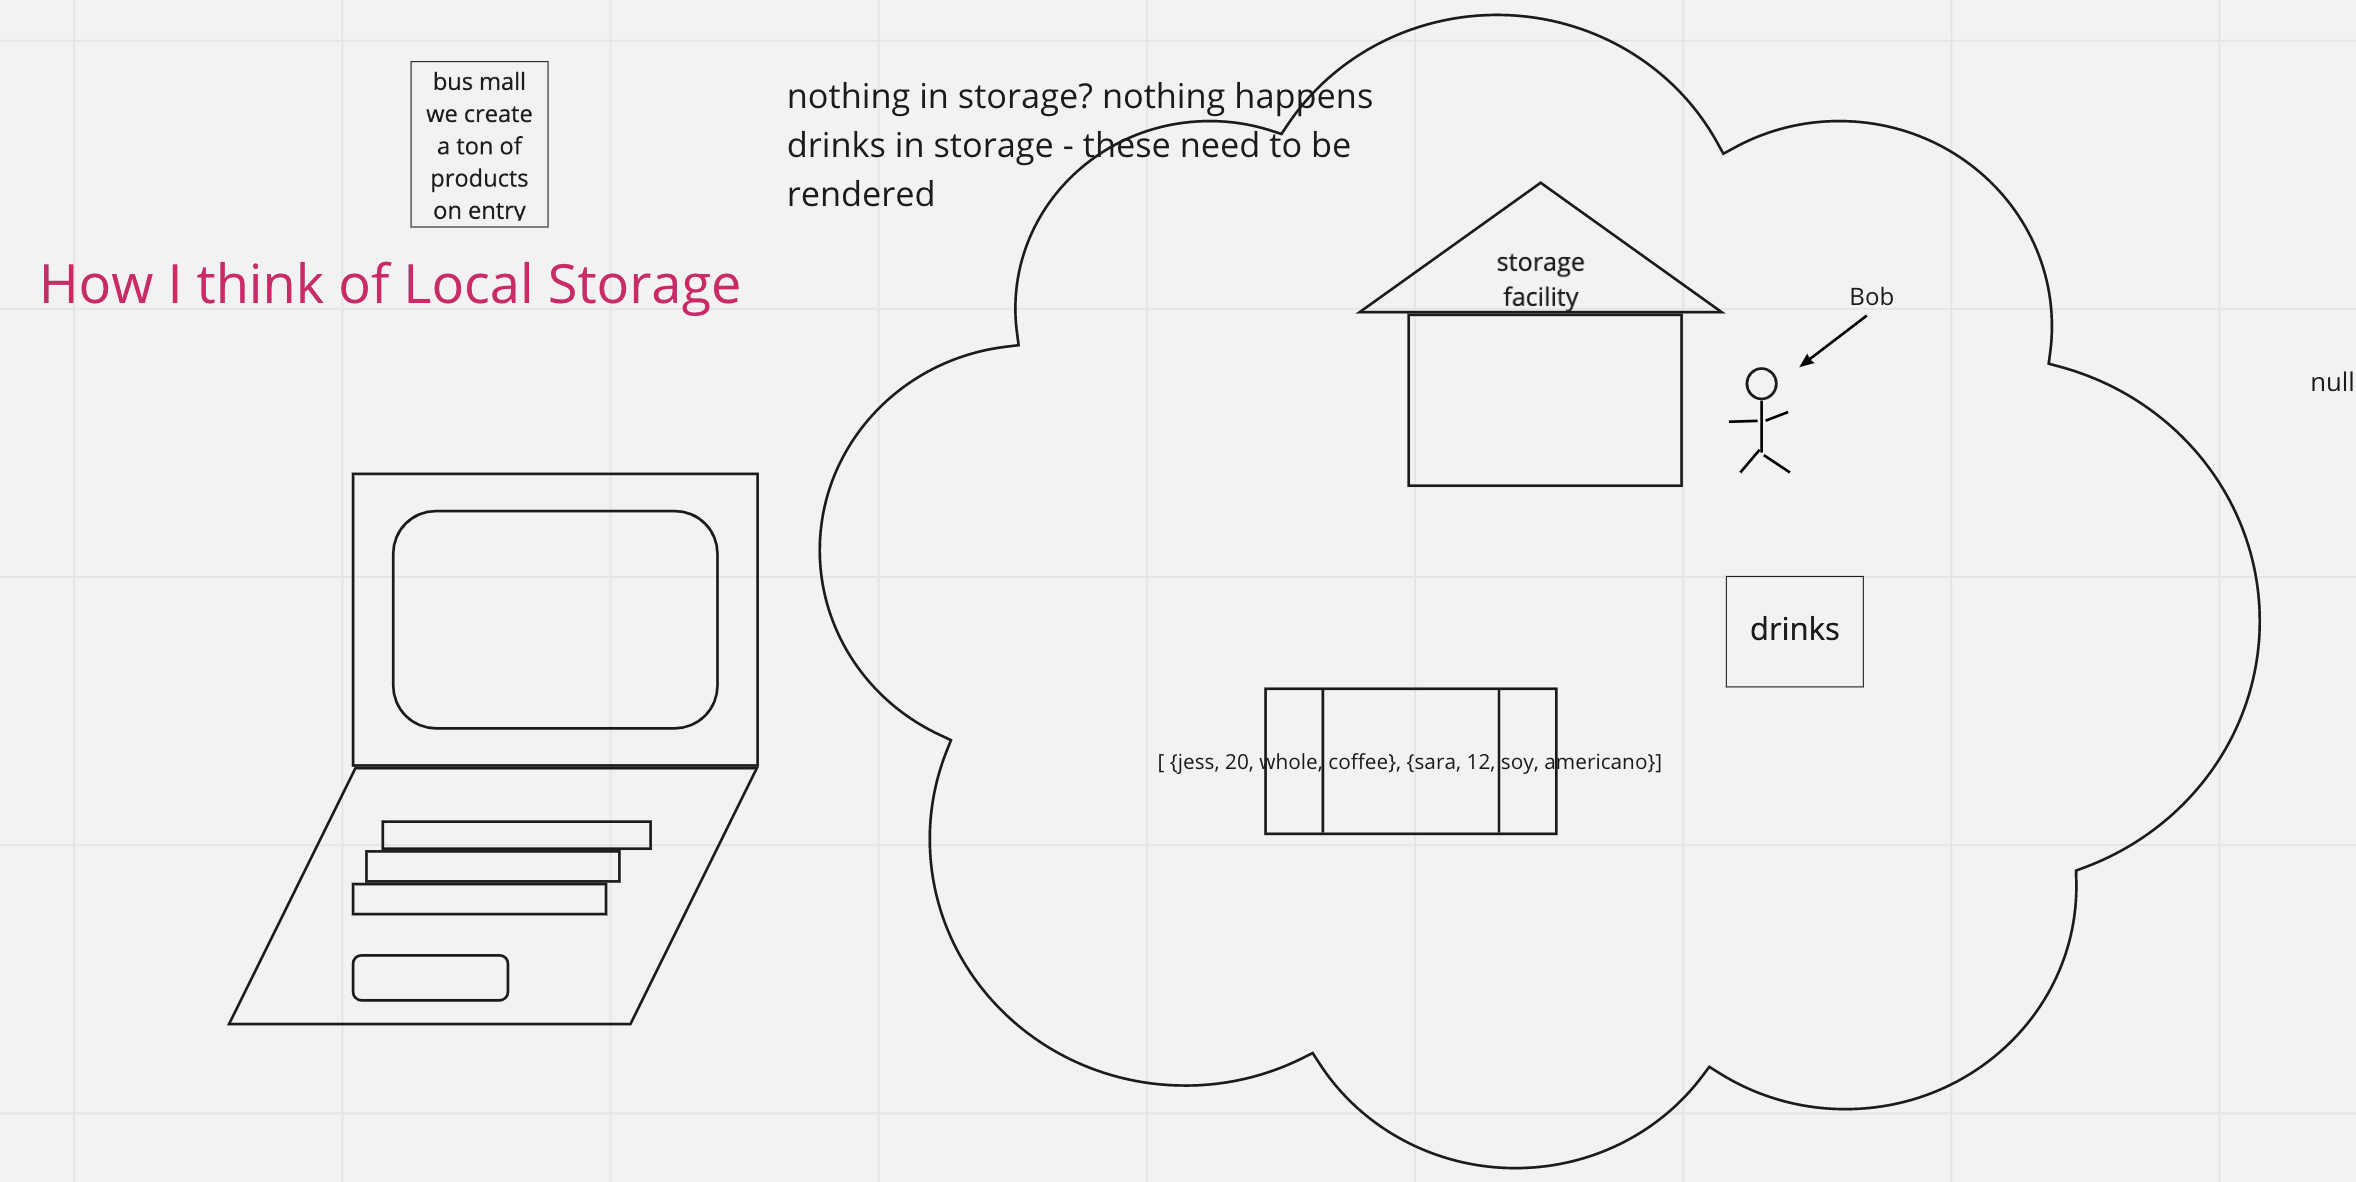 bus mall
we create
a ton of
products
on entry
nothing in storage? nothing happens
drinks in storage - these need to be
rendered
How I think of Local Storage
storage
facility
Bob
null
drinks
[ {jess, 20, whole, coffee}, {sara, 12, soy, americano}]